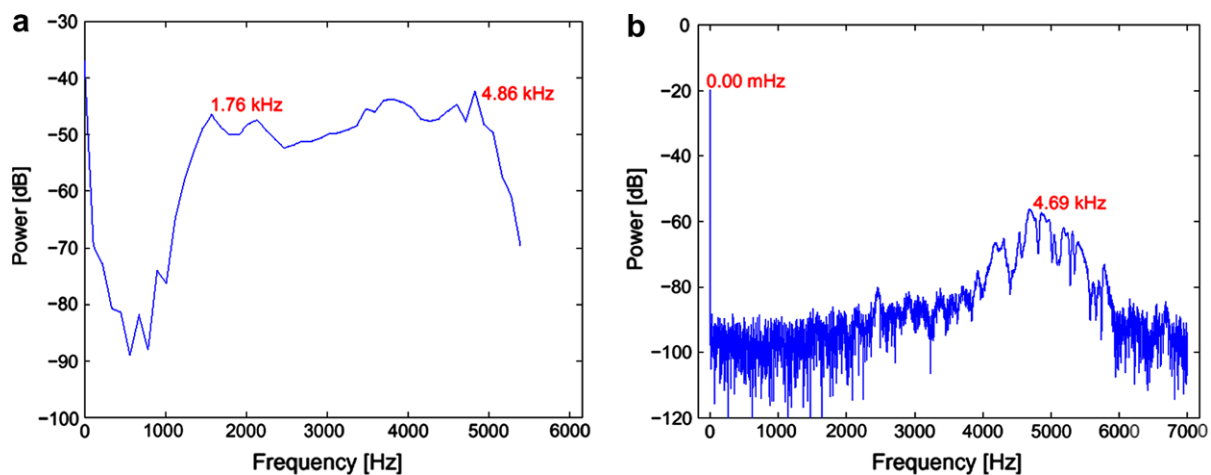 a
−30
−40
−50
−60
−70
−80
−90
−100
Power [dB]
1.76 kHz
4.86 kHz
0 1000 2000 3000 4000 5000 6000
Frequency [Hz]
b
0
−20
−40
−60
−80
−100
−120
Power [dB]
0.00 mHz
4.69 kHz
0 1000 2000 3000 4000 5000 6000 7000
Frequency [Hz]